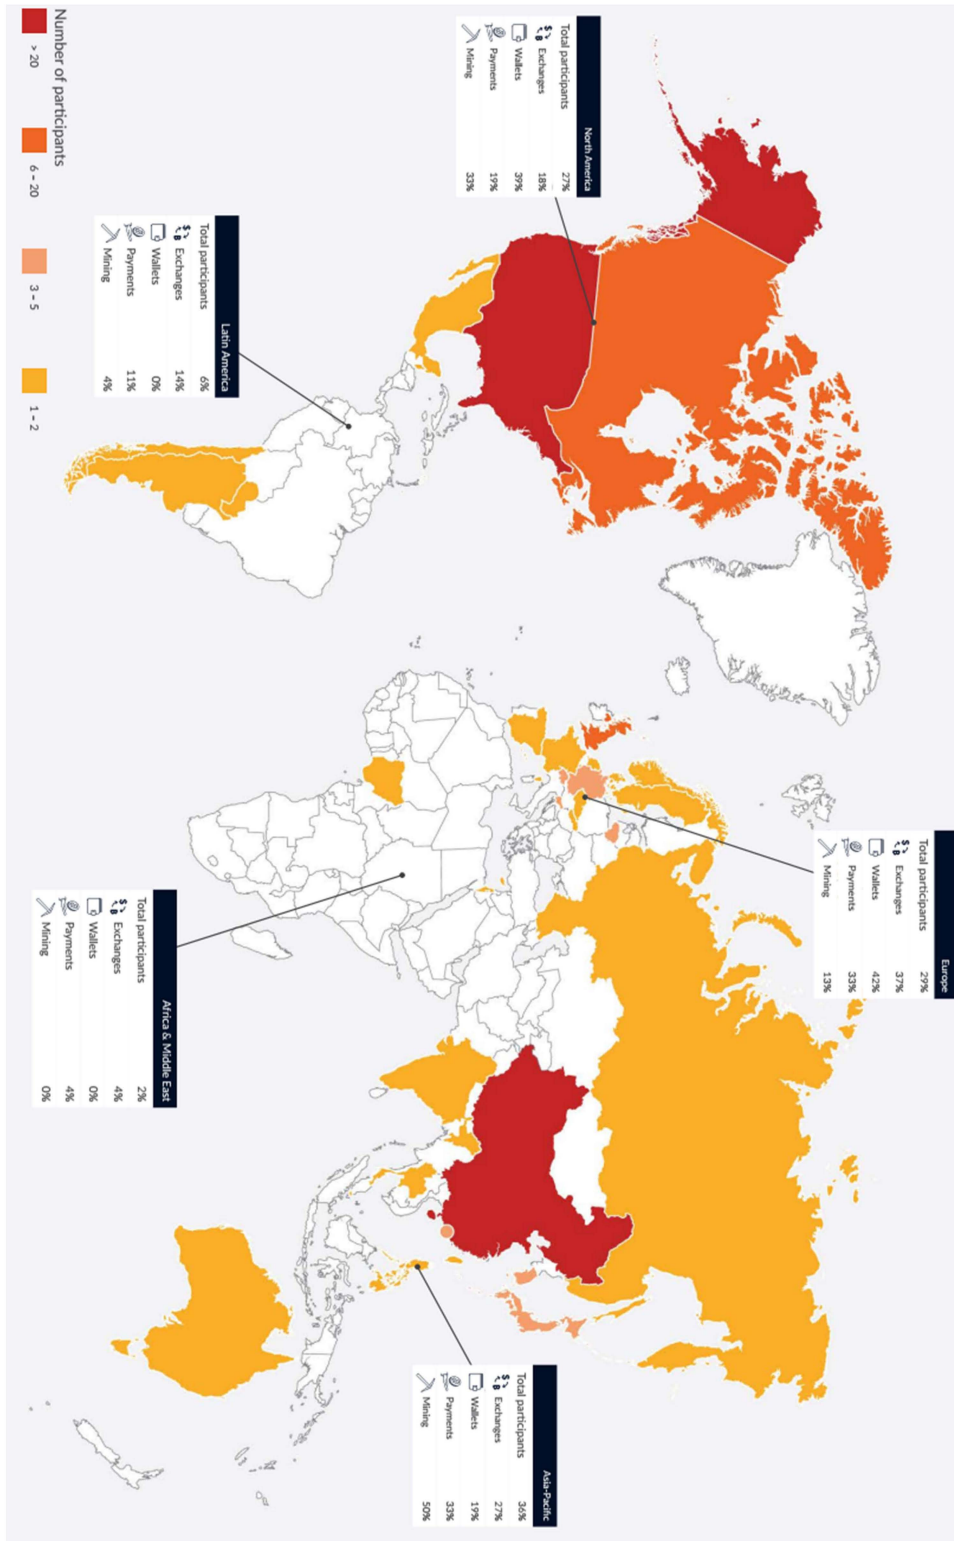 North America
Total participants 27%
Exchanges 18%
Wallets 39%
Payments 19%
Mining 33%
Europe
Total participants 29%
Exchanges 37%
Wallets 42%
Payments 33%
Mining 13%
Asia-Pacific
Total participants 36%
Exchanges 27%
Wallets 19%
Payments 33%
Mining 50%
Latin America
Total participants 6%
Exchanges 14%
Wallets 0%
Payments 11%
Mining 4%
Africa & Middle East
Total participants 2%
Exchanges 4%
Wallets 0%
Payments 4%
Mining 0%
Number of participants
> 20
6 – 20
3 – 5
1 – 2